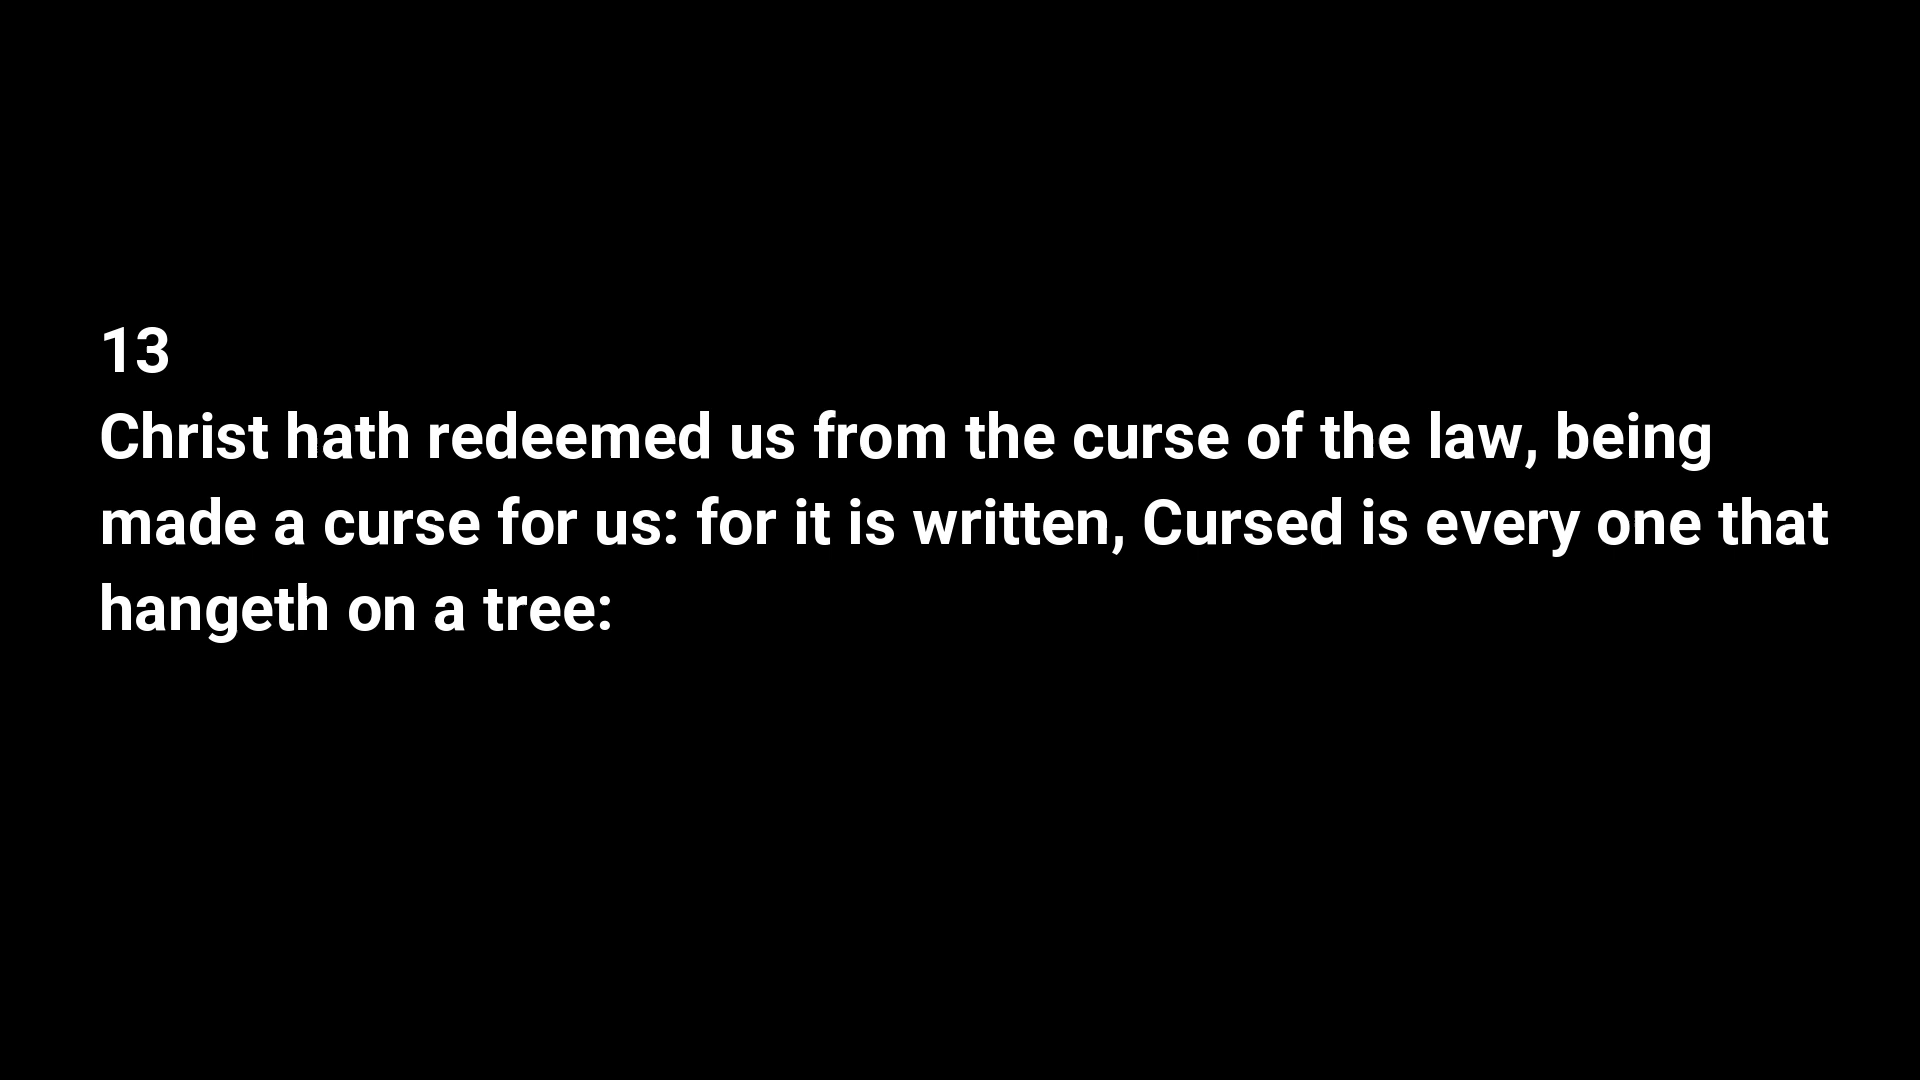 13
Christ hath redeemed us from the curse of the law, being
made a curse for us: for it is written, Cursed is every one that
hangeth on a tree: